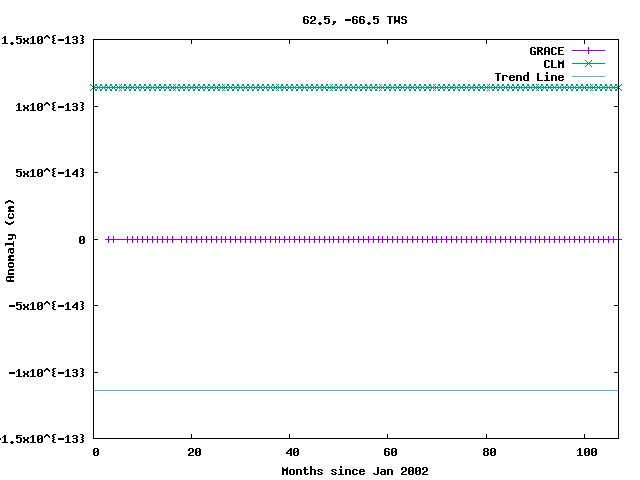 62.5, -66.5 TWS
1.5x10^{-13}
GRACE
CLM
Trend Line
1x10^{-13}
5x10^{-14}
0
-5x10^{-14}
-1x10^{-13}
-1.5x10^{-13}
Anomaly (cm)
0 20 40 60 80 100
Months since Jan 2002